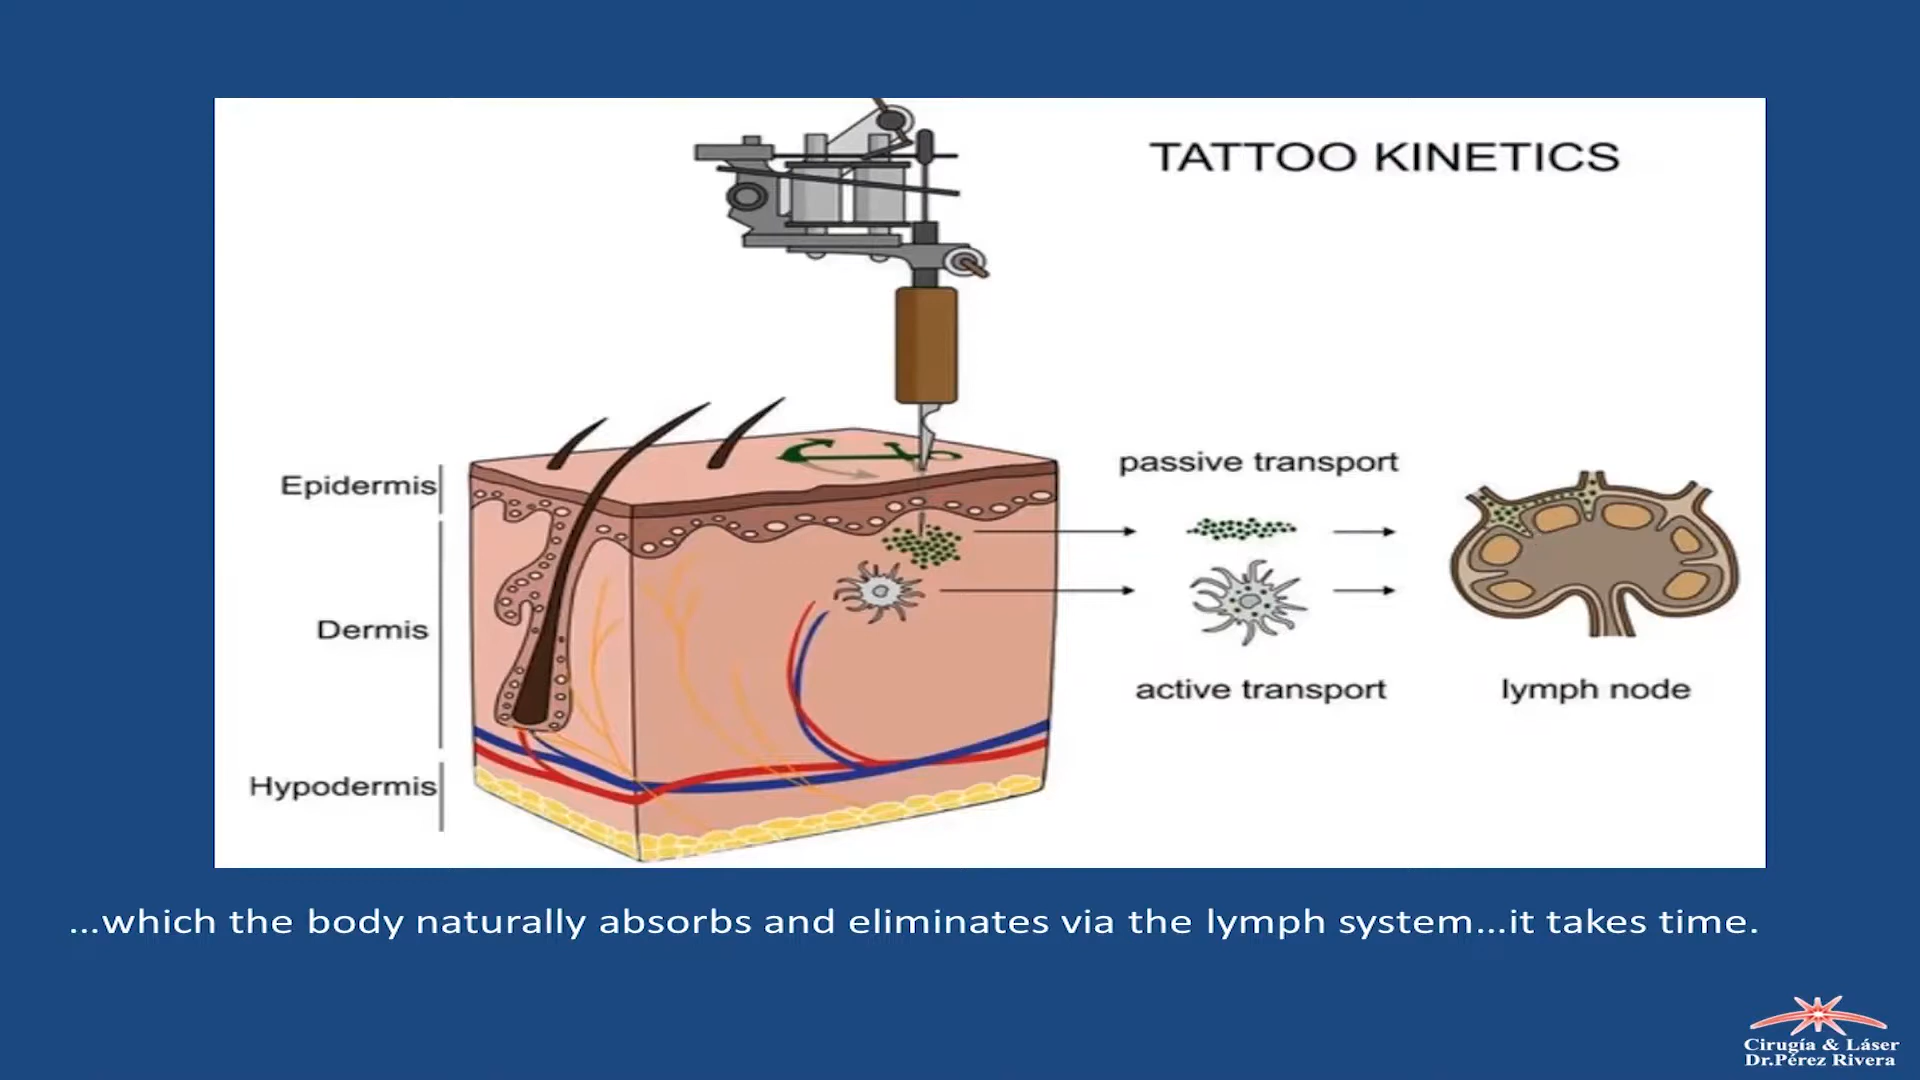 TATTOO KINETICS
Epidermis
passive transport
Dermis
active transport
lymph node
Hypodermis
...which the body naturally absorbs and eliminates via the lymph system...it takes time.
Cirugía & Láser
Dr.Pérez Rivera